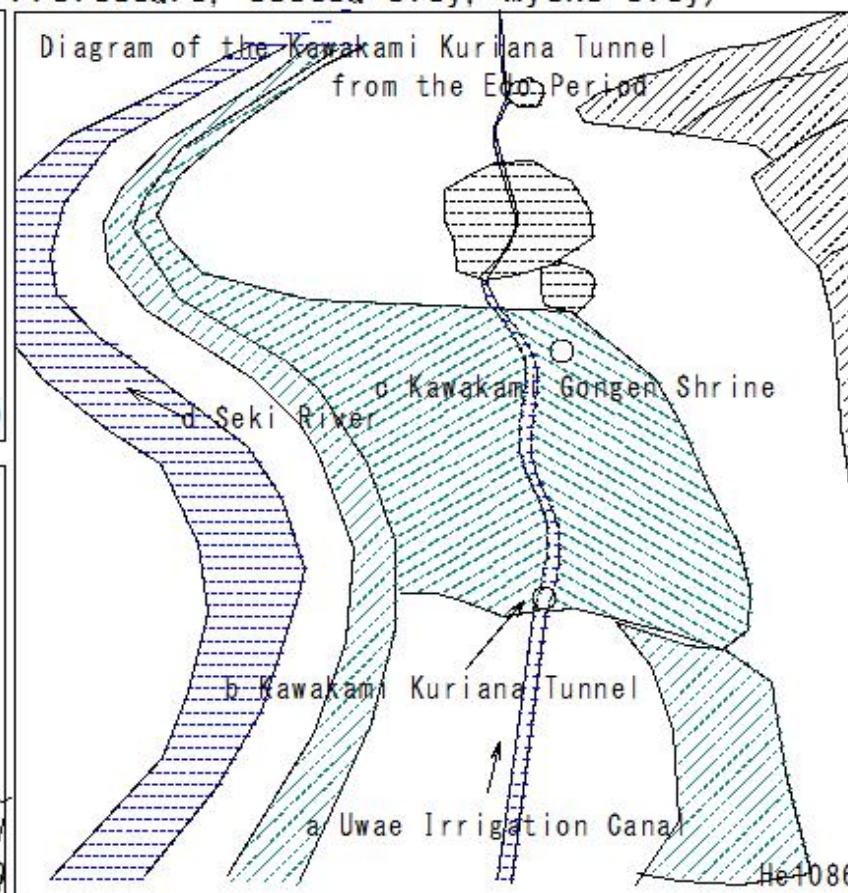 Diagram of the Kawakami Kuriana Tunnel
from the Edo Period
c Kawakami Gongen Shrine
d Seki River
b Kawakami Kuriana Tunnel
a Uwae Irrigation Canal
He1086